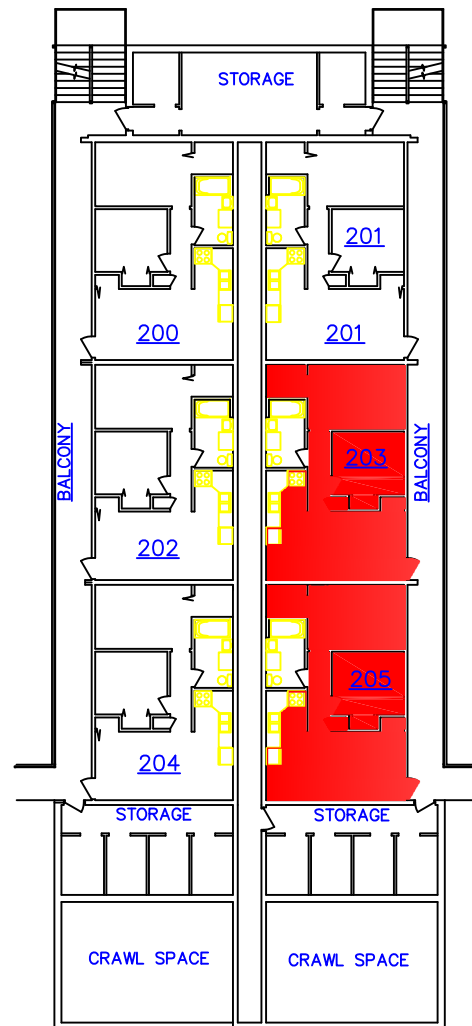 STORAGE
201
200
201
BALCONY
203
BALCONY
202
205
204
STORAGE
STORAGE
CRAWL SPACE
CRAWL SPACE